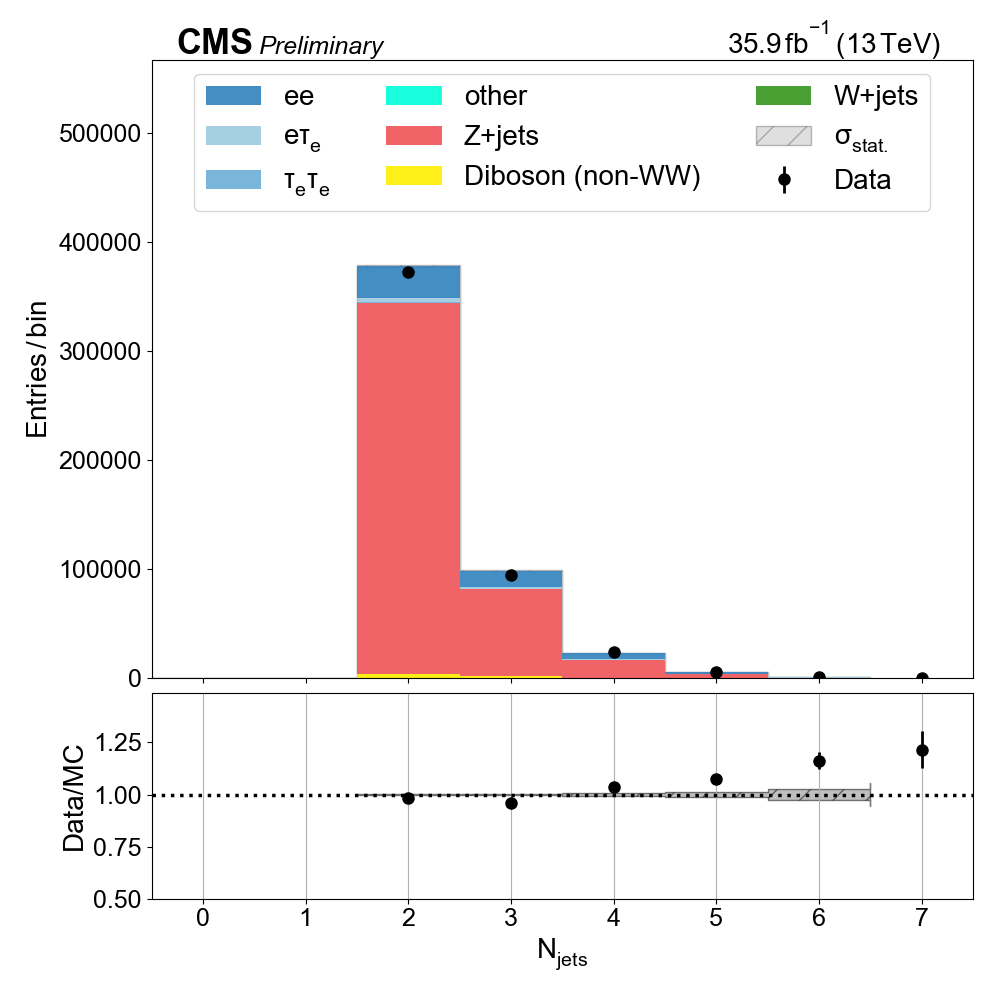 CMS Preliminary 35.9 fb⁻¹ (13 TeV)
ee other W+jets
eτe Z+jets σstat.
τeτe Diboson (non-WW) Data
Entries / bin
500000
400000
300000
200000
100000
0
Data/MC
1.25
1.00
0.75
0.50
0 1 2 3 4 5 6 7
Njets